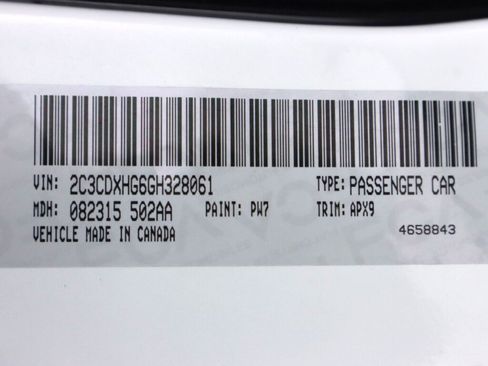 VIN: 2C3CDXHG6GH328061 TYPE: PASSENGER CAR
MDH: 082315 502AA PAINT: PW7 TRIM: APX9
VEHICLE MADE IN CANADA 4658843